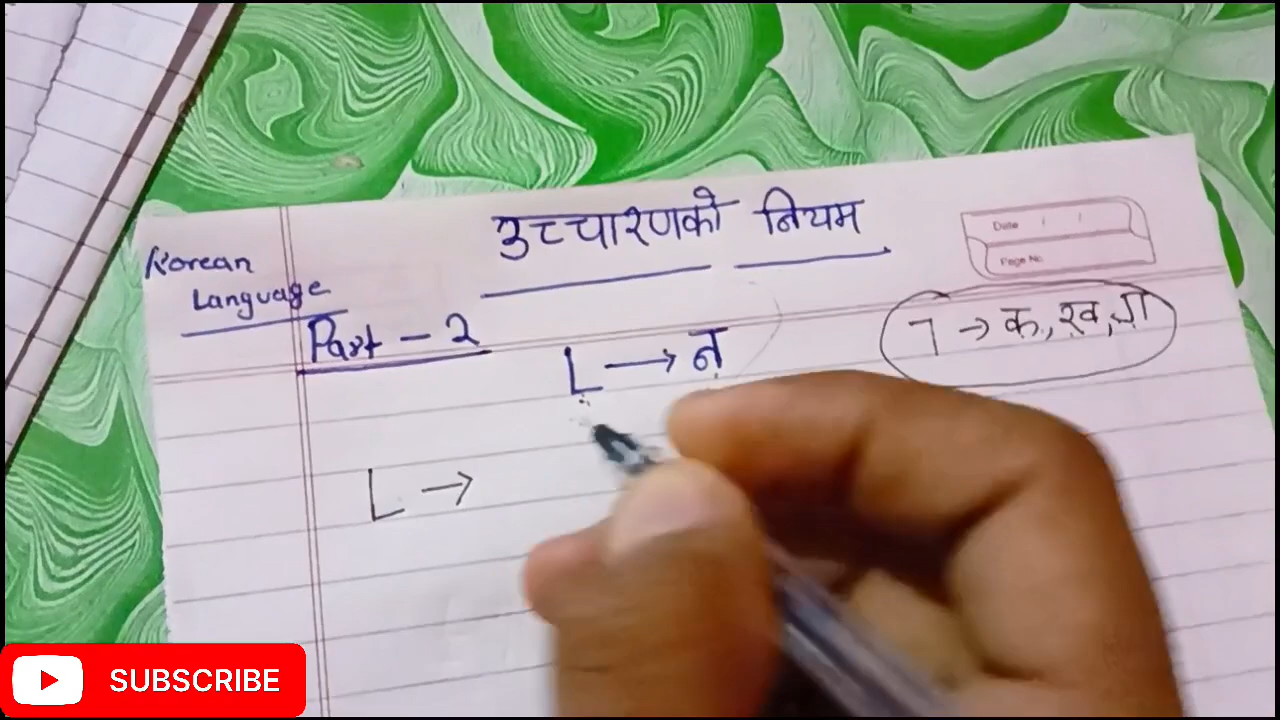 उच्चारणको नियम
Korean
Language
Date
Page No
Part - 2
ㄴ → न
ㄱ → क, ख, ग
ㄴ →
SUBSCRIBE